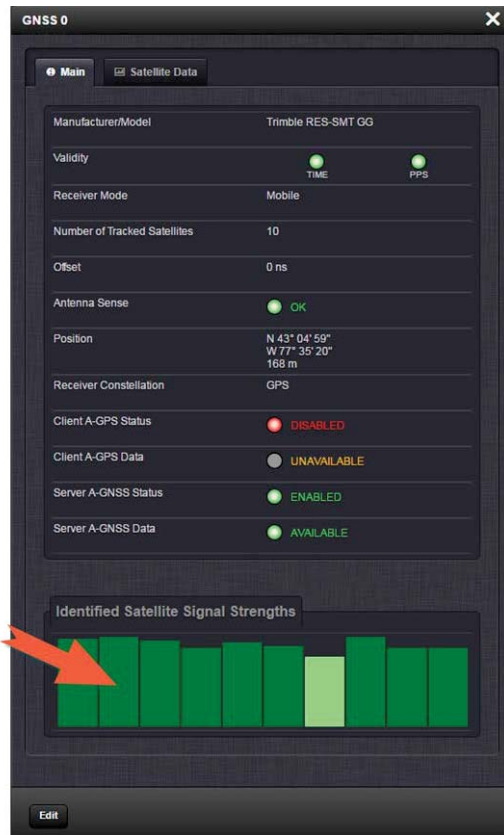 GNSS 0
Main
Satellite Data
Manufacturer/Model Trimble RES-SMT GG
Validity
TIME PPS
Receiver Mode Mobile
Number of Tracked Satellites 10
Offset 0 ns
Antenna Sense OK
Position N 43° 04' 59"
W 77° 35' 20"
168 m
Receiver Constellation GPS
Client A-GPS Status DISABLED
Client A-GPS Data UNAVAILABLE
Server A-GNSS Status ENABLED
Server A-GNSS Data AVAILABLE
Identified Satellite Signal Strengths
Edit